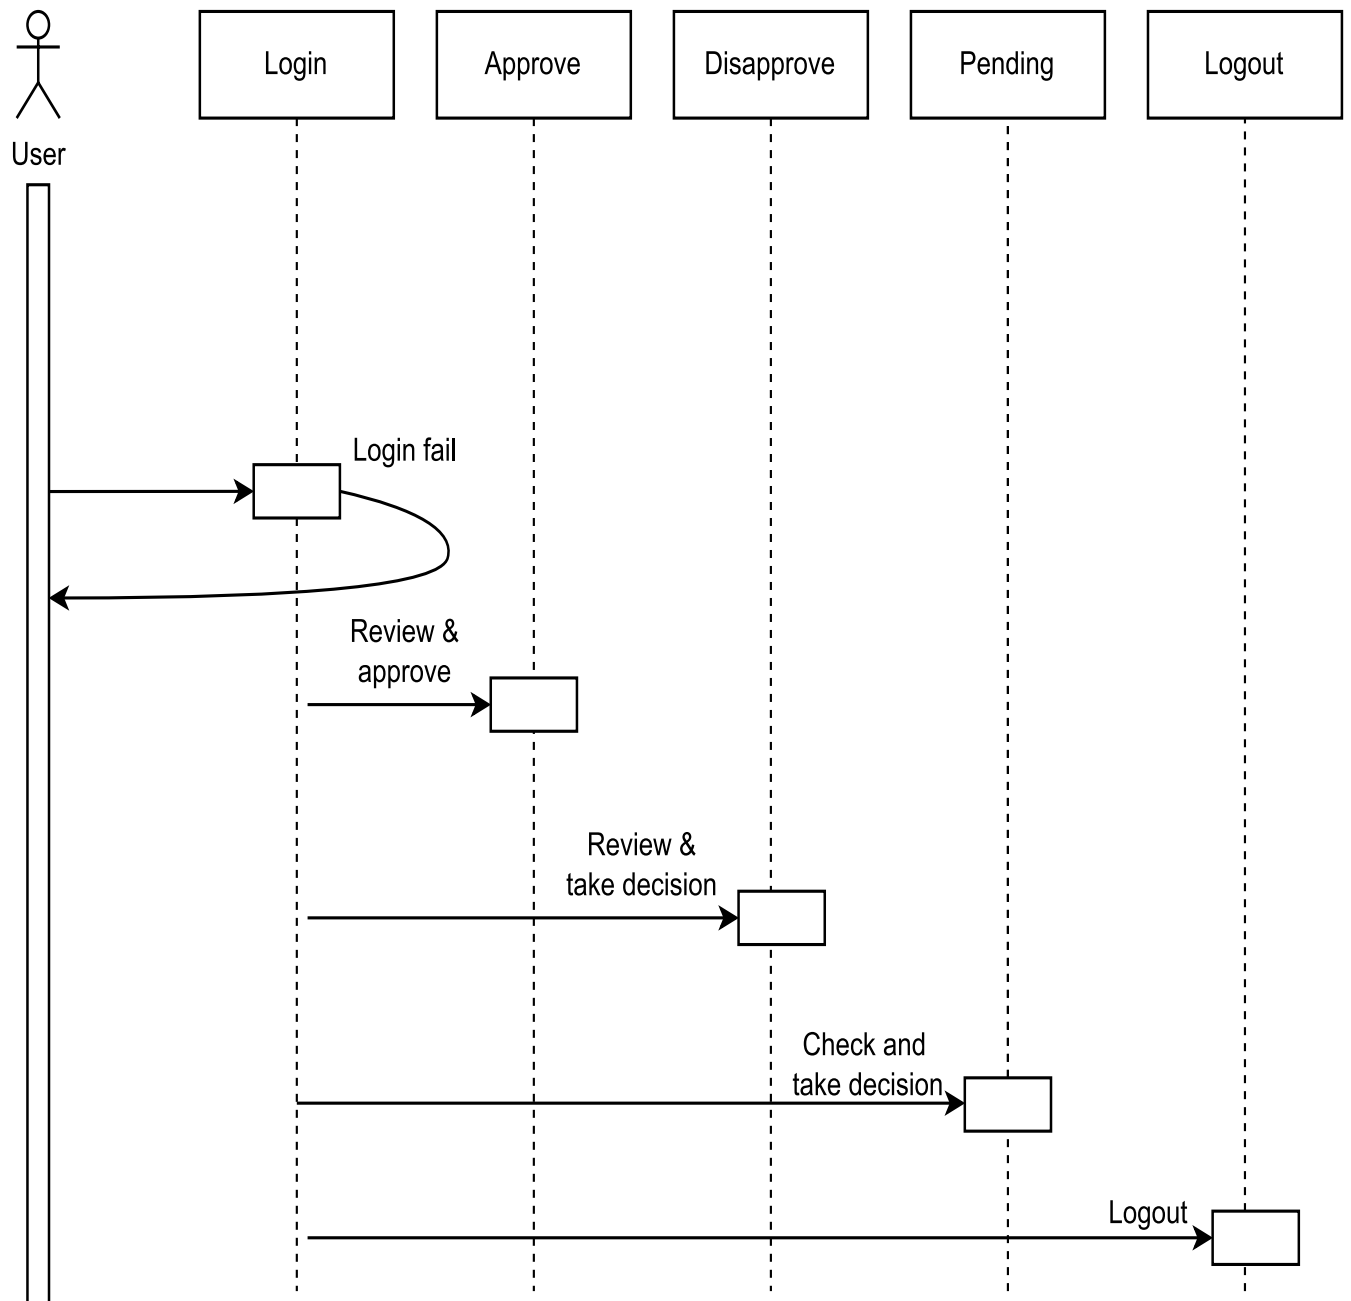 Login
Approve
Disapprove
Pending
Logout
User
Login fail
Review &
approve
Review &
take decision
Check and
take decision
Logout